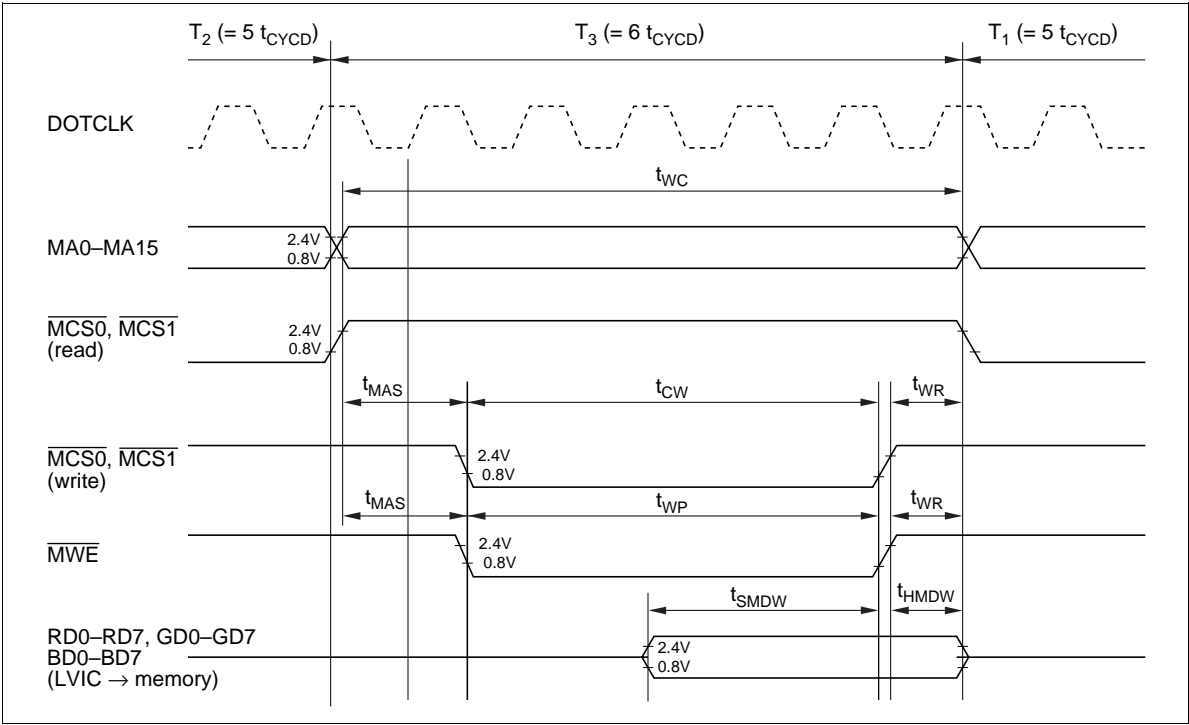 T2 (= 5 tCYCD)
T3 (= 6 tCYCD)
T1 (= 5 tCYCD)
DOTCLK
tWC
MA0–MA15
2.4V
0.8V
MCS0, MCS1
(read)
2.4V
0.8V
tMAS
tCW
tWR
MCS0, MCS1
(write)
2.4V
0.8V
tMAS
tWP
tWR
MWE
2.4V
0.8V
tSMDW
tHMDW
RD0–RD7, GD0–GD7
BD0–BD7
(LVIC → memory)
2.4V
0.8V